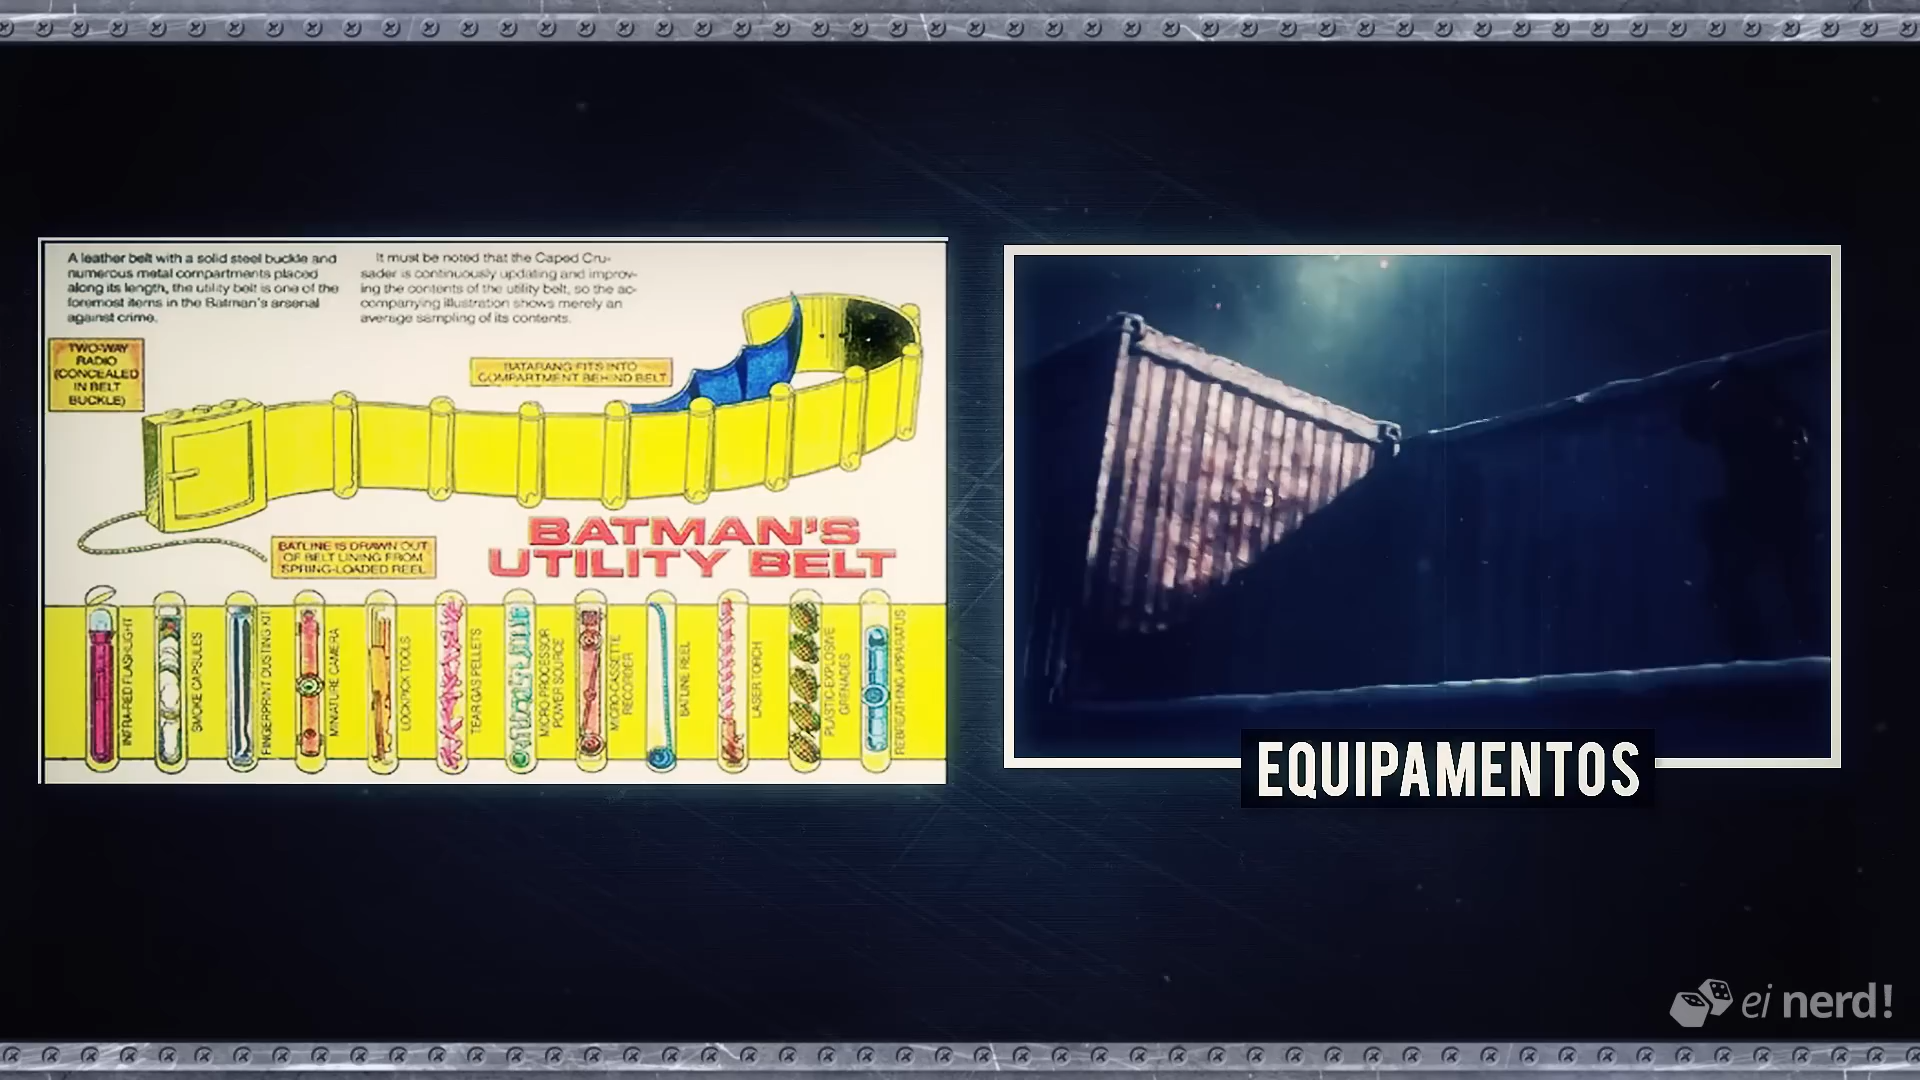 A leather belt with a solid steel buckle and
numerous metal compartments placed
along its length, the utility belt is one of the
foremost items in the Batman's arsenal
against crime.
It must be noted that the Caped Cru-
sader is continuously updating and improv-
ing the contents of the utility belt, so the ac-
companying illustration shows merely an
average sampling of its contents.
TWO-WAY
RADIO
(CONCEALED
IN BELT
BUCKLE)
BATARANG FITS INTO
COMPARTMENT BEHIND BELT
BATLINE IS DRAWN OUT
OF BELT LINING FROM
SPRING-LOADED REEL
BATMAN'S
UTILITY BELT
INFRA-RED FLASHLIGHT
SMOKE CAPSULES
FINGERPRINT DUSTING KIT
MINIATURE CAMERA
LOCKPICK TOOLS
TEAR GAS PELLETS
MICRO-PROCESSOR
POWER SOURCE
MICRO-CASSETTE
RECORDER
BATLINE REEL
LASER TORCH
PLASTIC-EXPLOSIVE
GRENADES
REBREATHING APPARATUS
EQUIPAMENTOS
ei nerd!